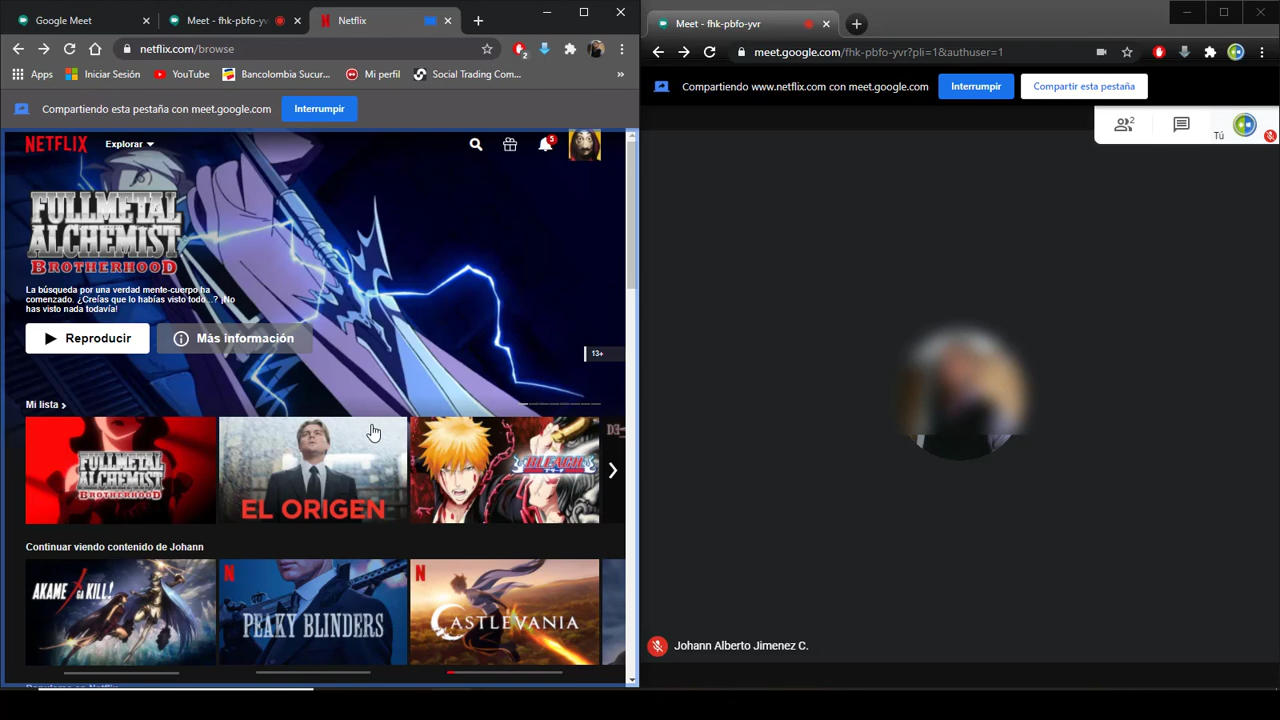 Google Meet
Meet - fhk-pbfo-yvr
Netflix
netflix.com/browse
2
Apps
Iniciar Sesión
YouTube
Bancolombia Sucur...
Mi perfil
Social Trading Com...
»
Compartiendo esta pestaña con meet.google.com
Interrumpir
NETFLIX
Explorar
5
FULLMETAL
ALCHEMIST
BROTHERHOOD
La búsqueda por una verdad mente-cuerpo ha
comenzado. ¿Creías que lo habías visto todo...? ¡No
has visto nada todavía!
Reproducir
Más información
13+
Mi lista
FULLMETAL
ALCHEMIST
BROTHERHOOD
EL ORIGEN
BLEACH
Continuar viendo contenido de Johann
AKAME GA KILL!
N
PEAKY BLINDERS
N
CASTLEVANIA
Meet - fhk-pbfo-yvr
meet.google.com/fhk-pbfo-yvr?pli=1&authuser=1
Compartiendo www.netflix.com con meet.google.com
Interrumpir
Compartir esta pestaña
2
Tú
Johann Alberto Jimenez C.